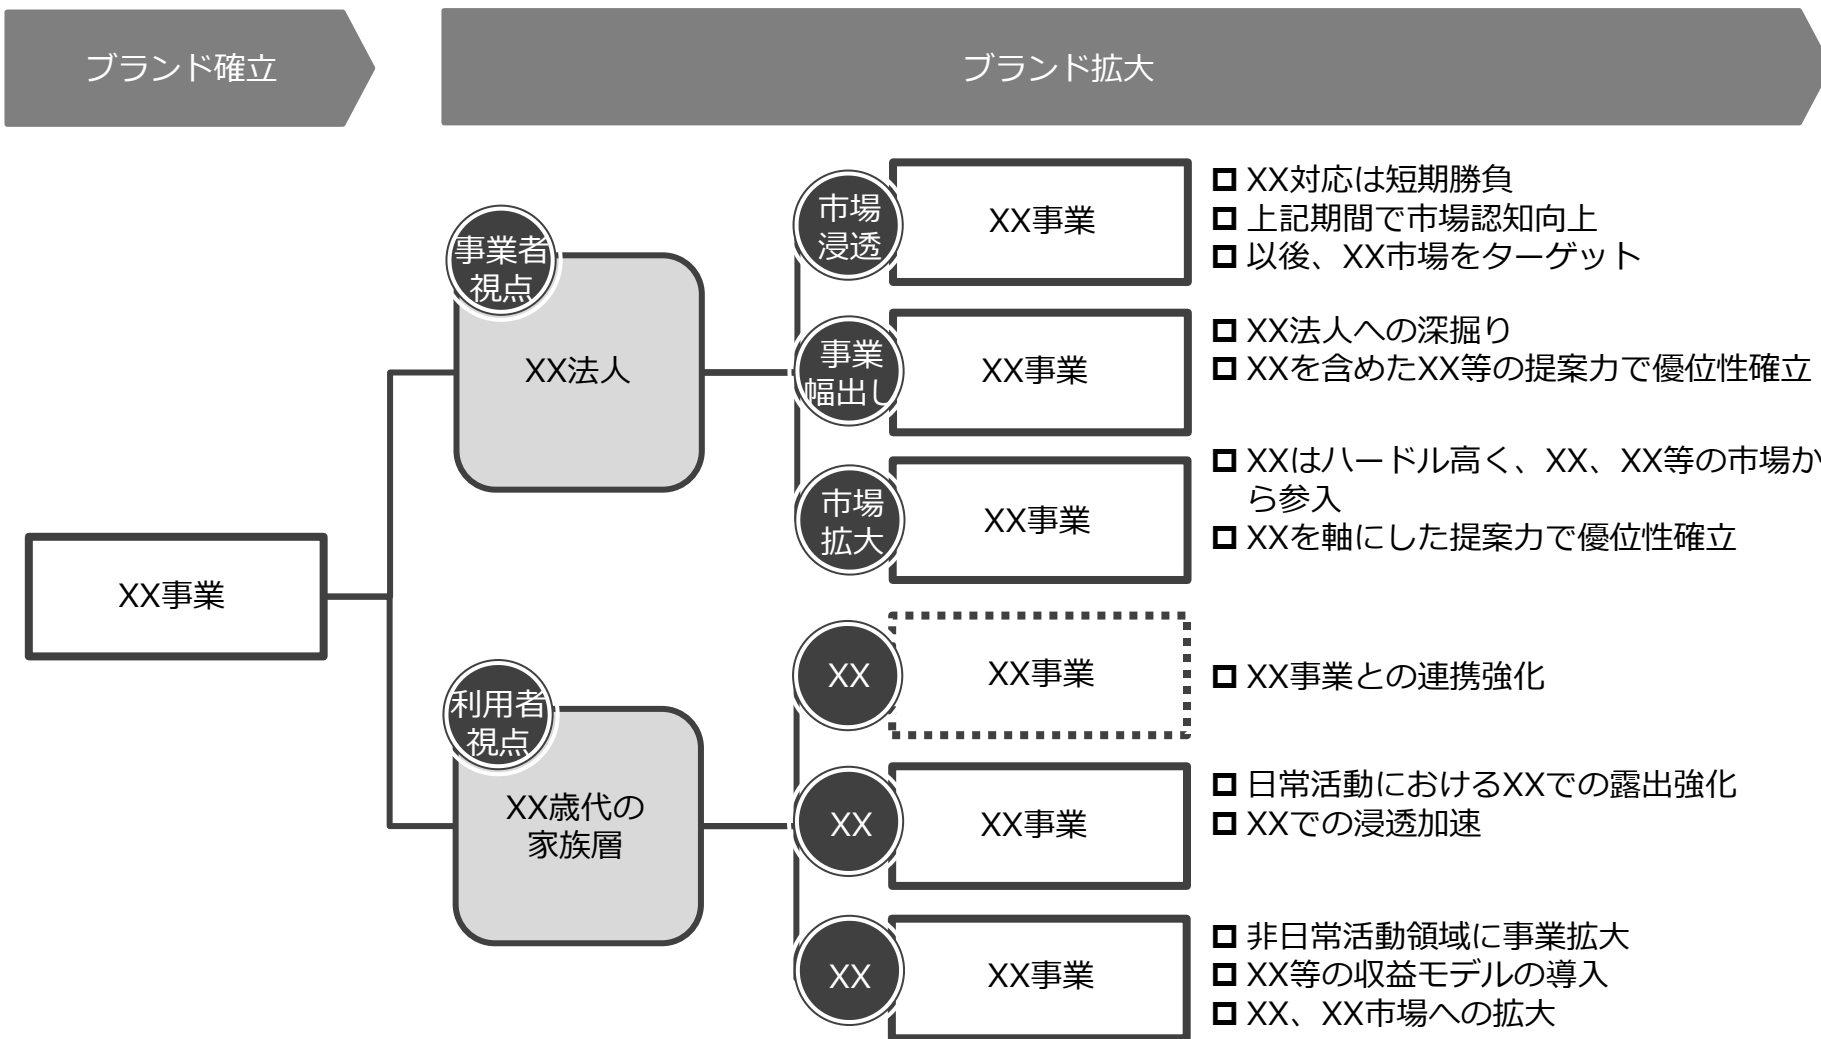 ブランド確立
ブランド拡大
XX事業
事業者
視点
XX法人
市場
浸透
XX事業
XX対応は短期勝負
上記期間で市場認知向上
以後、XX市場をターゲット
事業
幅出し
XX事業
XX法人への深掘り
XXを含めたXX等の提案力で優位性確立
市場
拡大
XX事業
XXはハードル高く、XX、XX等の市場か
ら参入
XXを軸にした提案力で優位性確立
利用者
視点
XX歳代の
家族層
XX
XX事業
XX事業との連携強化
XX
XX事業
日常活動におけるXXでの露出強化
XXでの浸透加速
XX
XX事業
非日常活動領域に事業拡大
XX等の収益モデルの導入
XX、XX市場への拡大